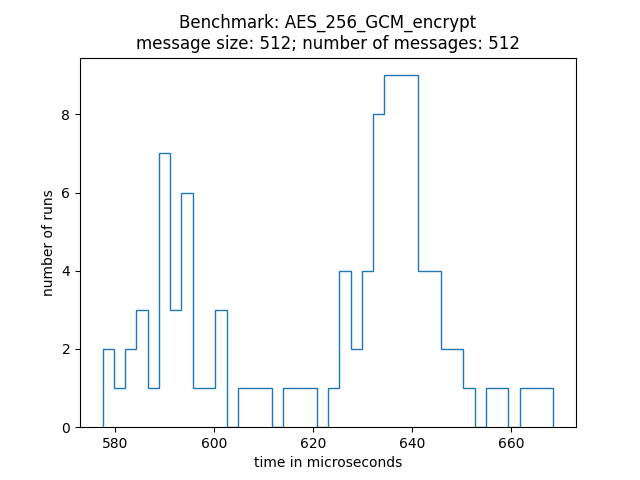 Benchmark: AES_256_GCM_encrypt
message size: 512; number of messages: 512
8
6
4
2
0
number of runs
580 600 620 640 660
time in microseconds